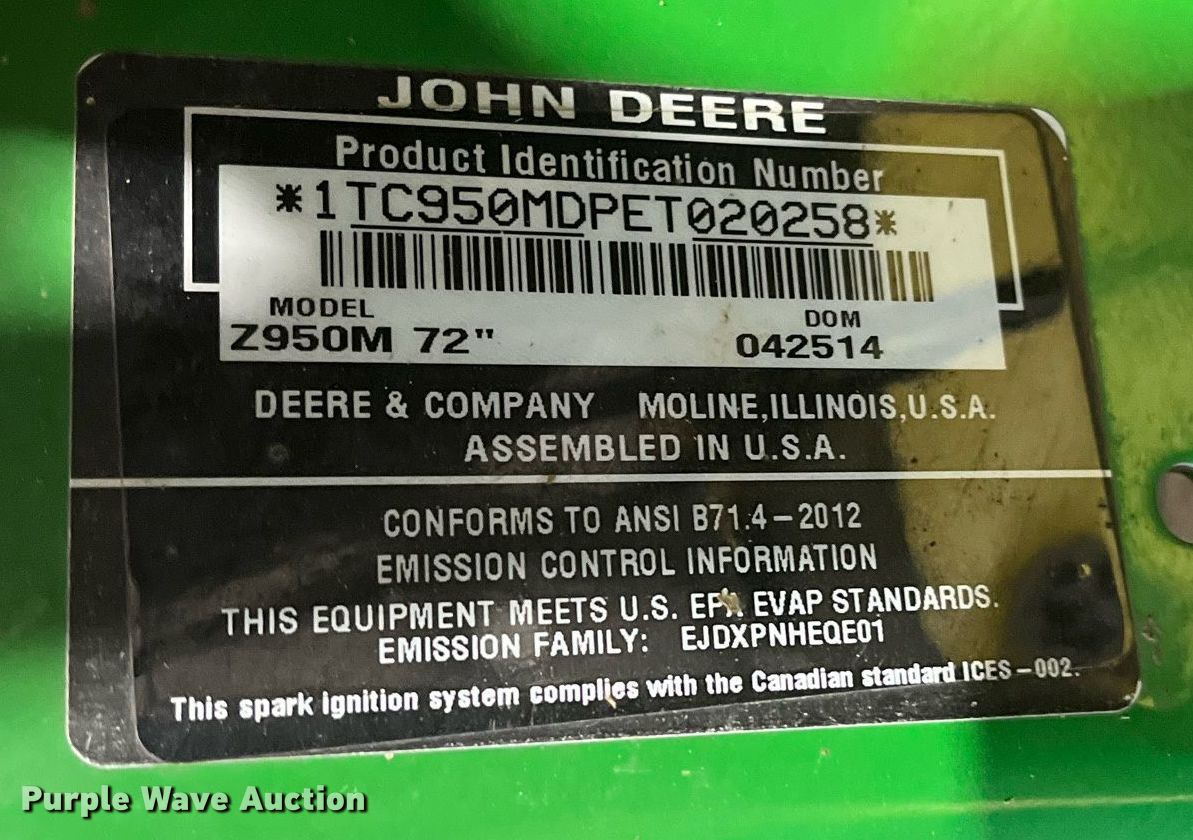 JOHN DEERE
Product Identification Number
*1TC950MDPET020258*
MODEL
DOM
Z950M 72"
042514
DEERE & COMPANY MOLINE,ILLINOIS,U.S.A.
ASSEMBLED IN U.S.A.
CONFORMS TO ANSI B71.4-2012
EMISSION CONTROL INFORMATION
THIS EQUIPMENT MEETS U.S. EPA EVAP STANDARDS.
EMISSION FAMILY: EJDXPNHEQE01
This spark ignition system complies with the Canadian standard ICES-002.
Purple Wave Auction